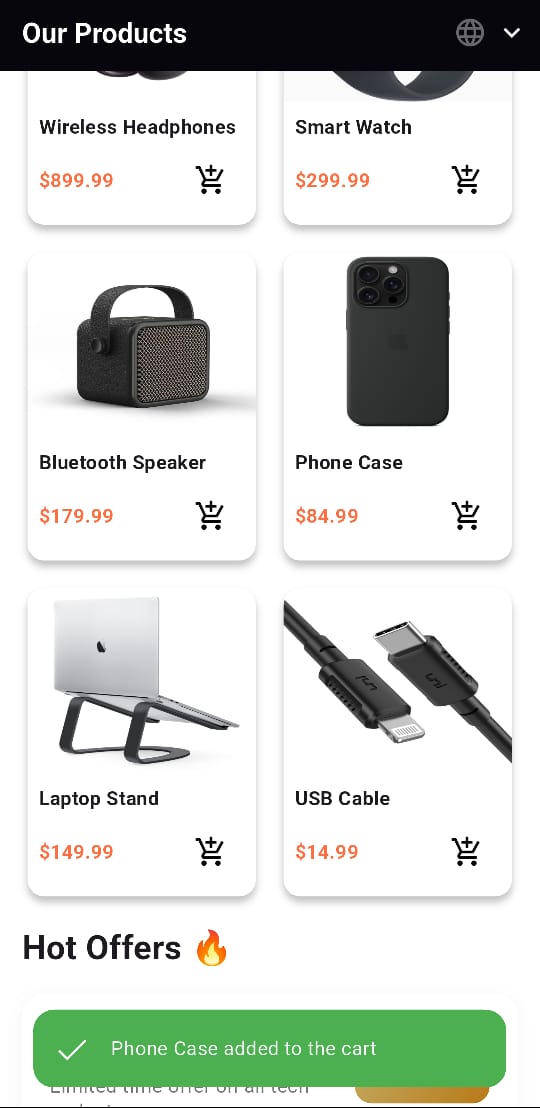 Our Products
Wireless Headphones
Smart Watch
$899.99
$299.99
Bluetooth Speaker
Phone Case
$179.99
$84.99
Laptop Stand
USB Cable
$149.99
$14.99
Hot Offers 🔥
Phone Case added to the cart
Limited time offer on all tech